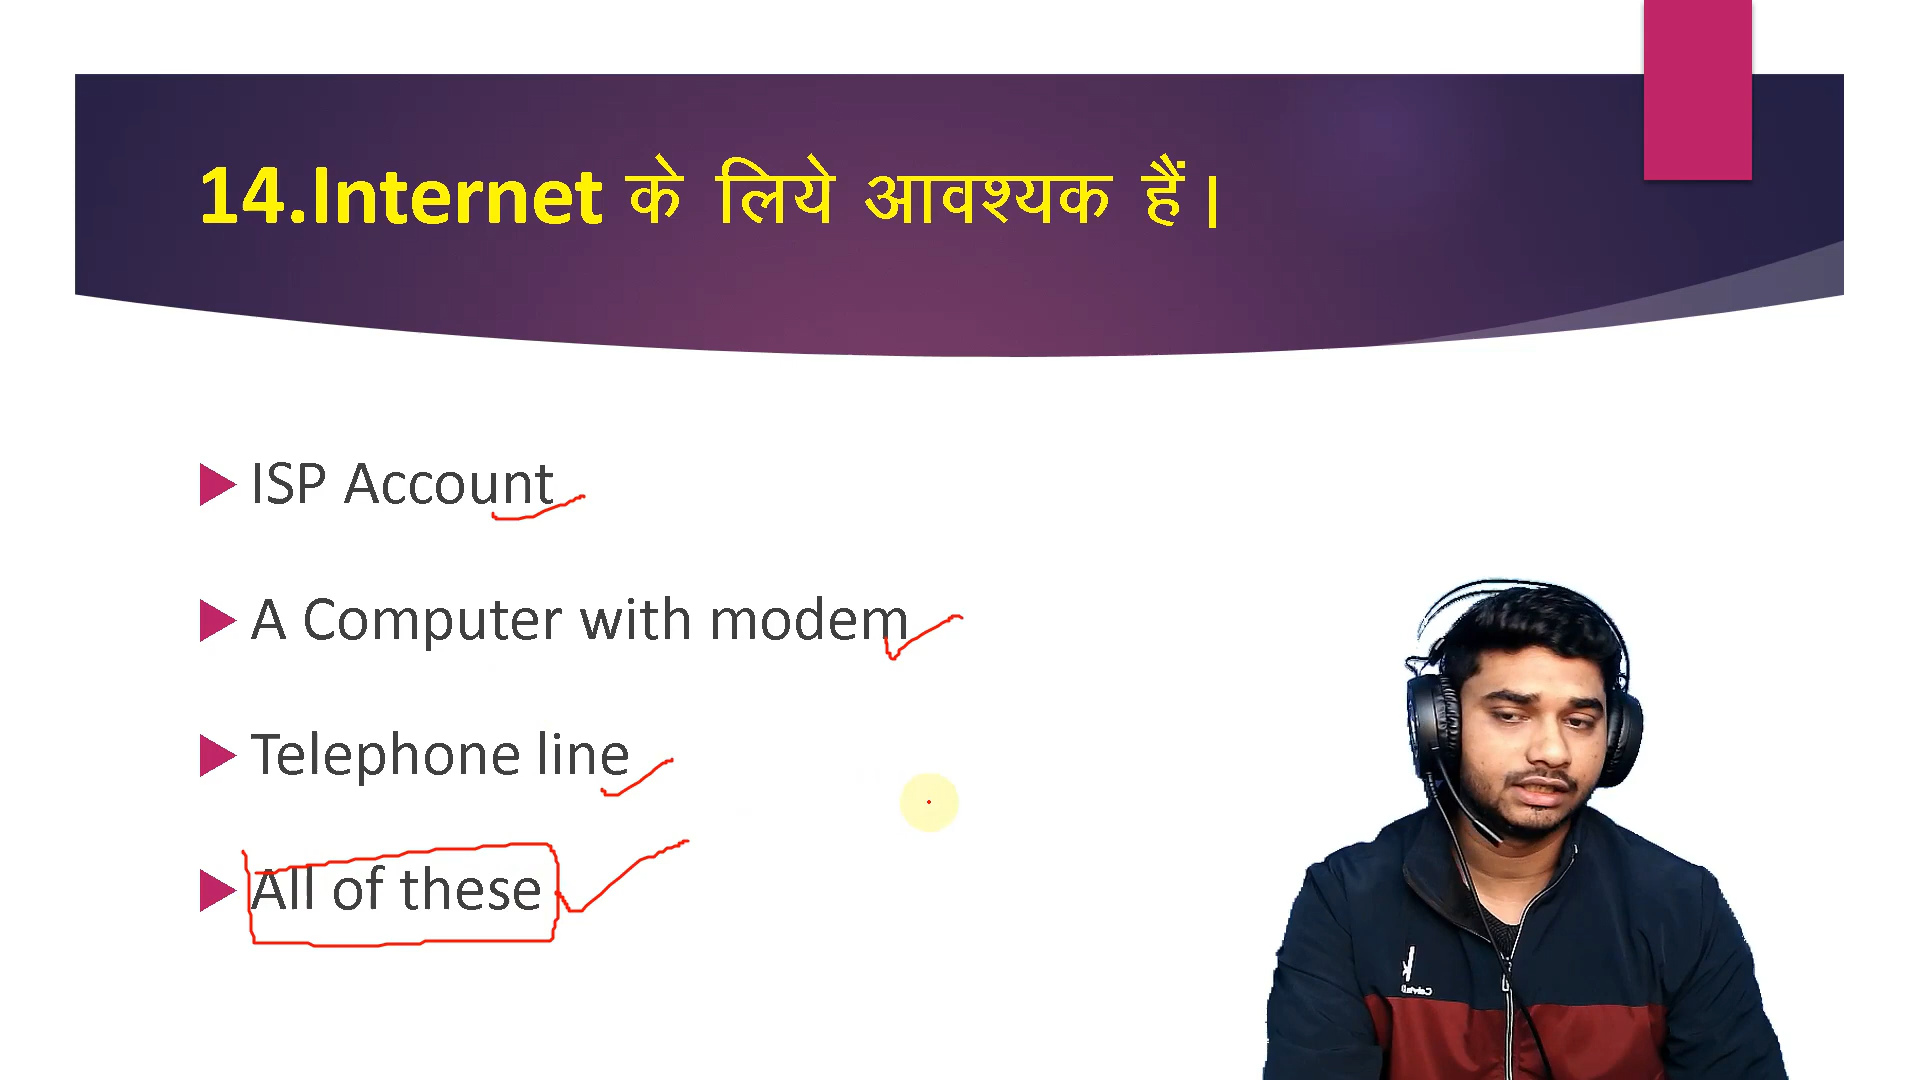 14.Internet के लिये आवश्यक हैं।
ISP Account
A Computer with modem
Telephone line
All of these